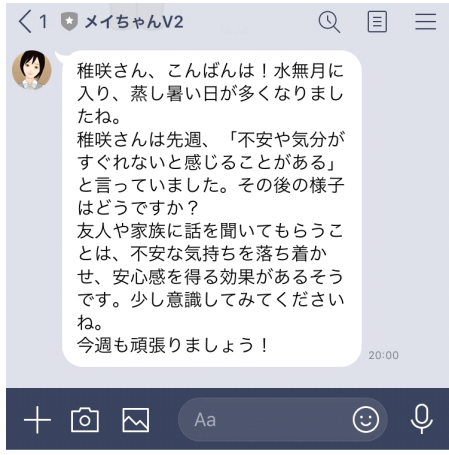 1 メイちゃんV2
稚咲さん、こんばんは！水無月に
入り、蒸し暑い日が多くなりまし
たね。
稚咲さんは先週、「不安や気分が
すぐれないと感じることがある」
と言っていました。その後の様子
はどうですか？
友人や家族に話を聞いてもらうこ
とは、不安な気持ちを落ち着か
せ、安心感を得る効果があるそう
です。少し意識してみてください
ね。
今週も頑張りましょう！
20:00
Aa